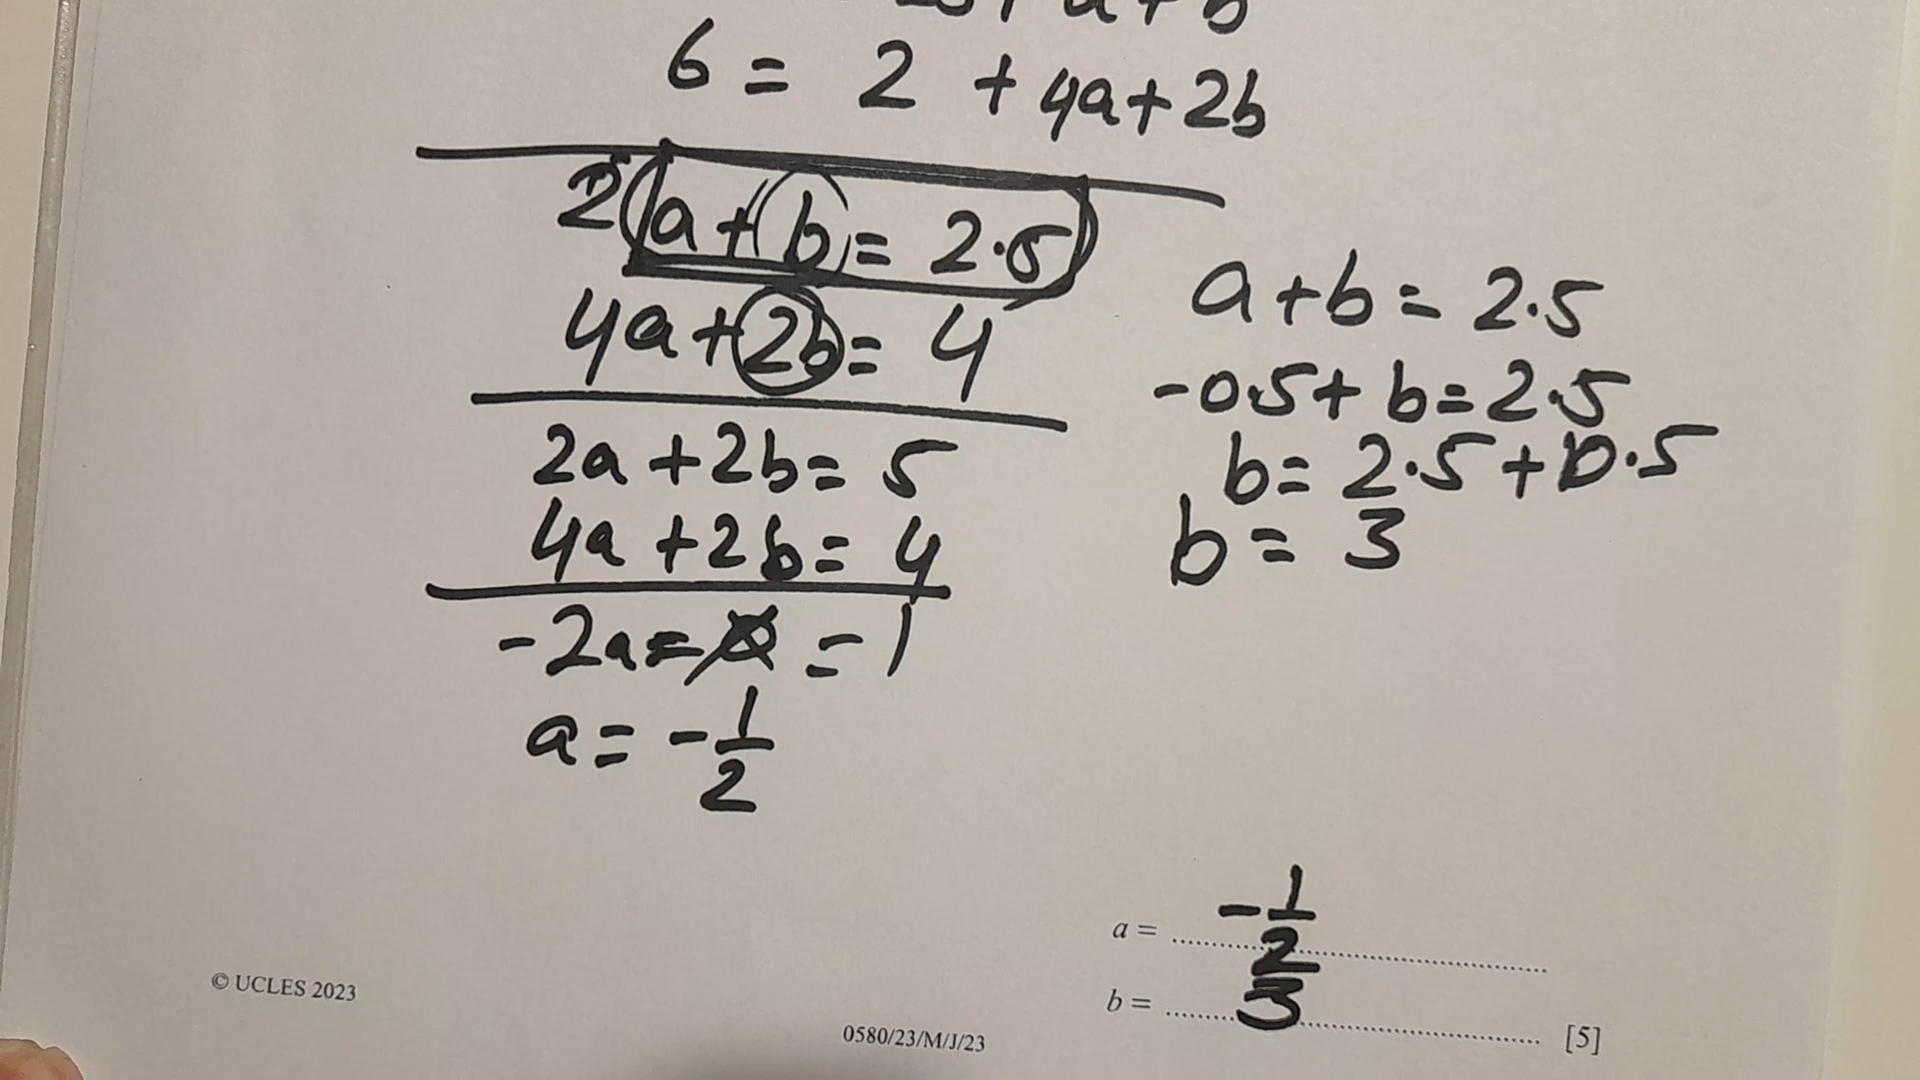 + a + b
6 = 2 + 4a + 2b
2(a + b = 2.5)
4a + 2b = 4
2a + 2b = 5
4a + 2b = 4
-2a = = 1
a = - 1/2
a + b = 2.5
-0.5 + b = 2.5
b = 2.5 + 0.5
b = 3
a = - 1/2
b = 3 [5]
© UCLES 2023
0580/23/M/J/23